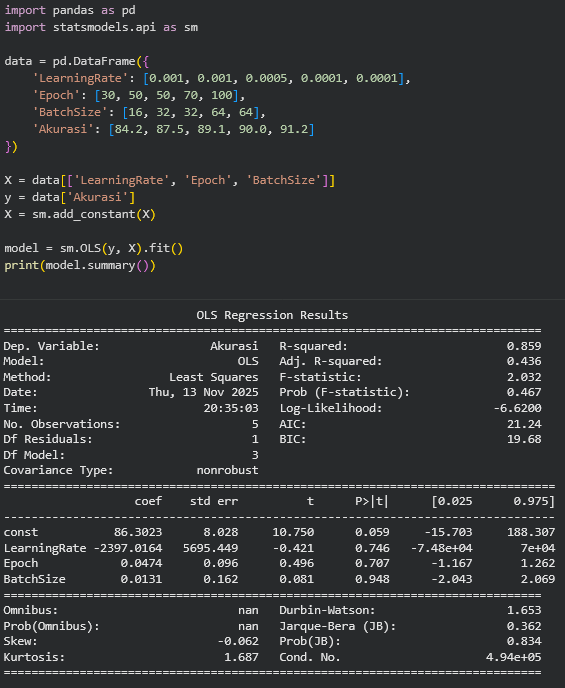 import pandas as pd
import statsmodels.api as sm
data = pd.DataFrame({
'LearningRate': [0.001, 0.001, 0.0005, 0.0001, 0.0001],
'Epoch': [30, 50, 50, 70, 100],
'BatchSize': [16, 32, 32, 64, 64],
'Akurasi': [84.2, 87.5, 89.1, 90.0, 91.2]
})
X = data[['LearningRate', 'Epoch', 'BatchSize']]
y = data['Akurasi']
X = sm.add_constant(X)
model = sm.OLS(y, X).fit()
print(model.summary())
OLS Regression Results
==============================================================================
Dep. Variable: Akurasi R-squared: 0.859
Model: OLS Adj. R-squared: 0.436
Method: Least Squares F-statistic: 2.032
Date: Thu, 13 Nov 2025 Prob (F-statistic): 0.467
Time: 20:35:03 Log-Likelihood: -6.6200
No. Observations: 5 AIC: 21.24
Df Residuals: 1 BIC: 19.68
Df Model: 3
Covariance Type: nonrobust
================================================================================
coef std err t P>|t| [0.025 0.975]
--------------------------------------------------------------------------------
const 86.3023 8.028 10.750 0.059 -15.703 188.307
LearningRate -2397.0164 5695.449 -0.421 0.746 -7.48e+04 7e+04
Epoch 0.0474 0.096 0.496 0.707 -1.167 1.262
BatchSize 0.0131 0.162 0.081 0.948 -2.043 2.069
==============================================================================
Omnibus: nan Durbin-Watson: 1.653
Prob(Omnibus): nan Jarque-Bera (JB): 0.362
Skew: -0.062 Prob(JB): 0.834
Kurtosis: 1.687 Cond. No. 4.94e+05
==============================================================================